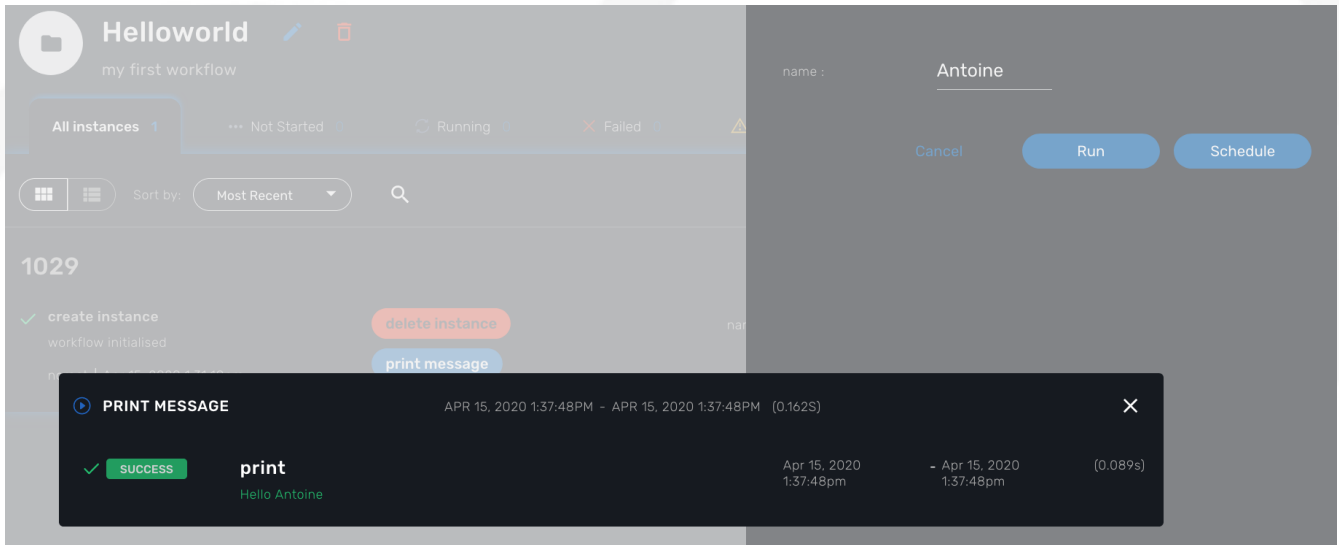 Helloworld
my first workflow
name :
Antoine
All instances 1
Not Started
Running
Failed
Cancel
Run
Schedule
Sort by:
Most Recent
1029
create instance
workflow initialised
delete instance
print message
PRINT MESSAGE
APR 15, 2020 1:37:48PM - APR 15, 2020 1:37:48PM (0.162S)
SUCCESS
print
Hello Antoine
Apr 15, 2020
1:37:48pm
- Apr 15, 2020
1:37:48pm
(0.089s)